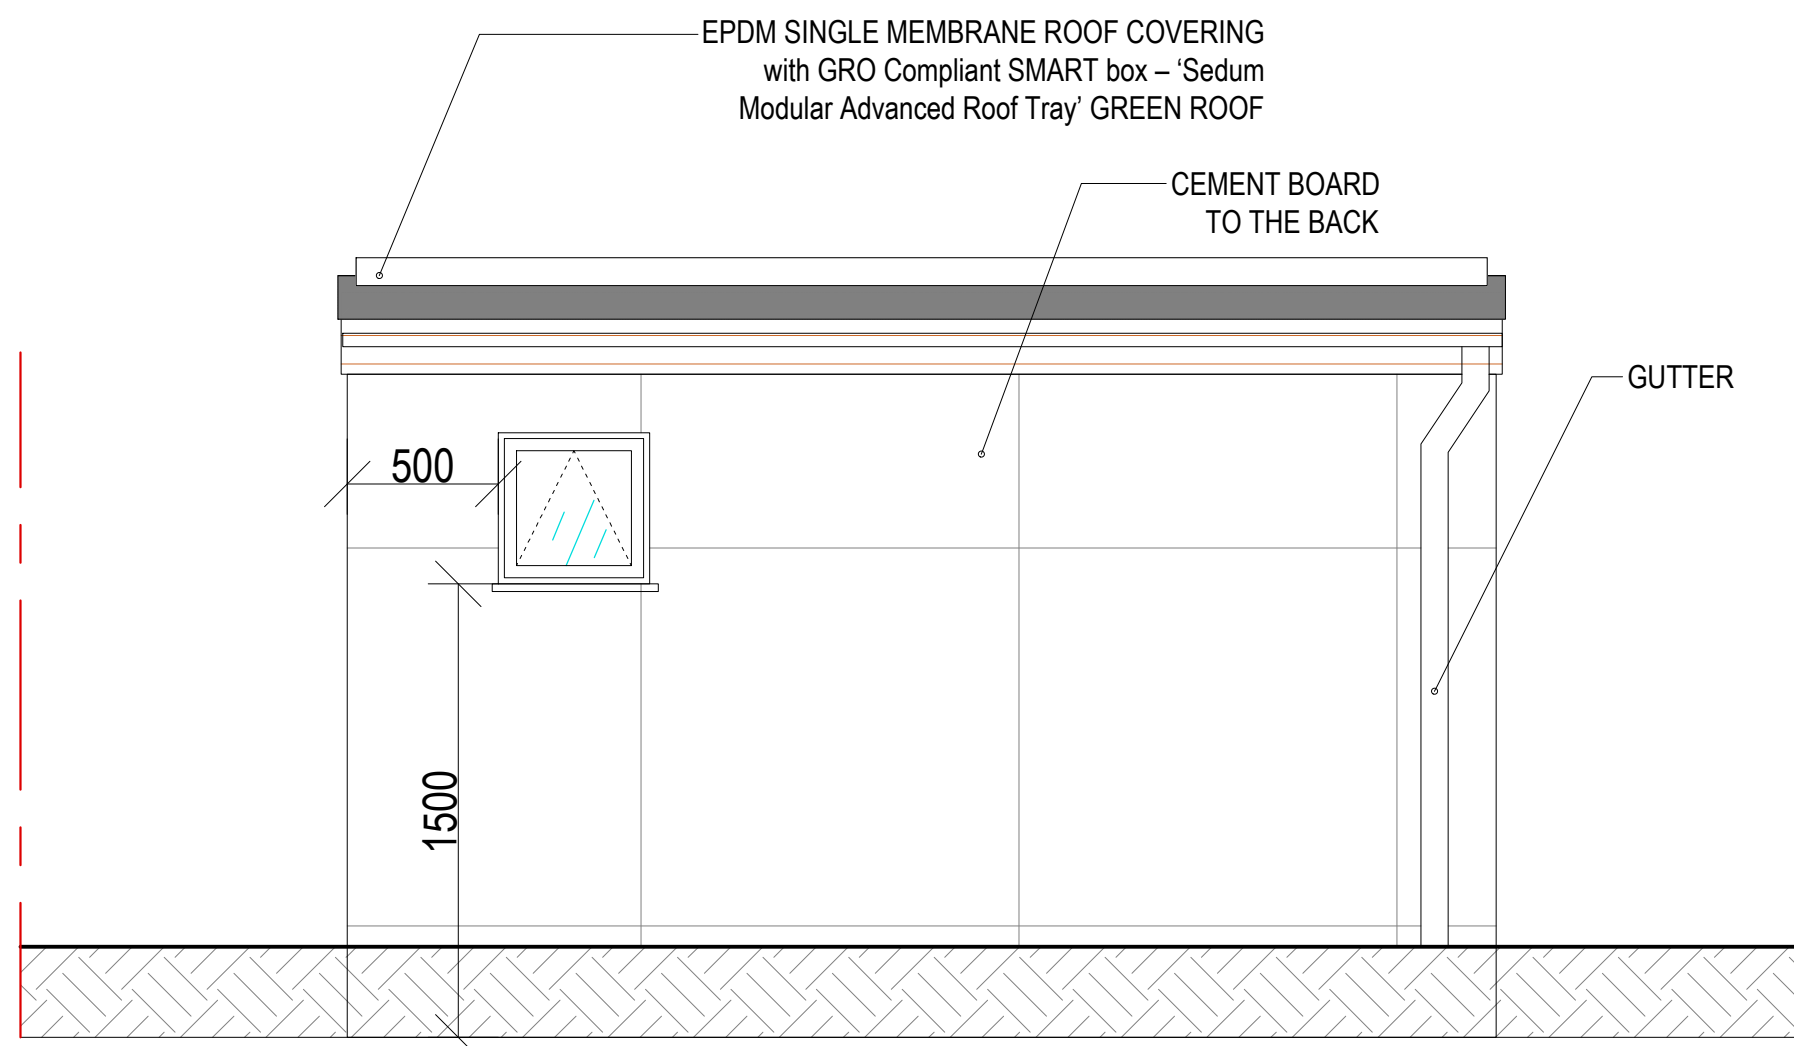 EPDM SINGLE MEMBRANE ROOF COVERING
with GRO Compliant SMART box – ‘Sedum
Modular Advanced Roof Tray’ GREEN ROOF
CEMENT BOARD
TO THE BACK
GUTTER
500
1500